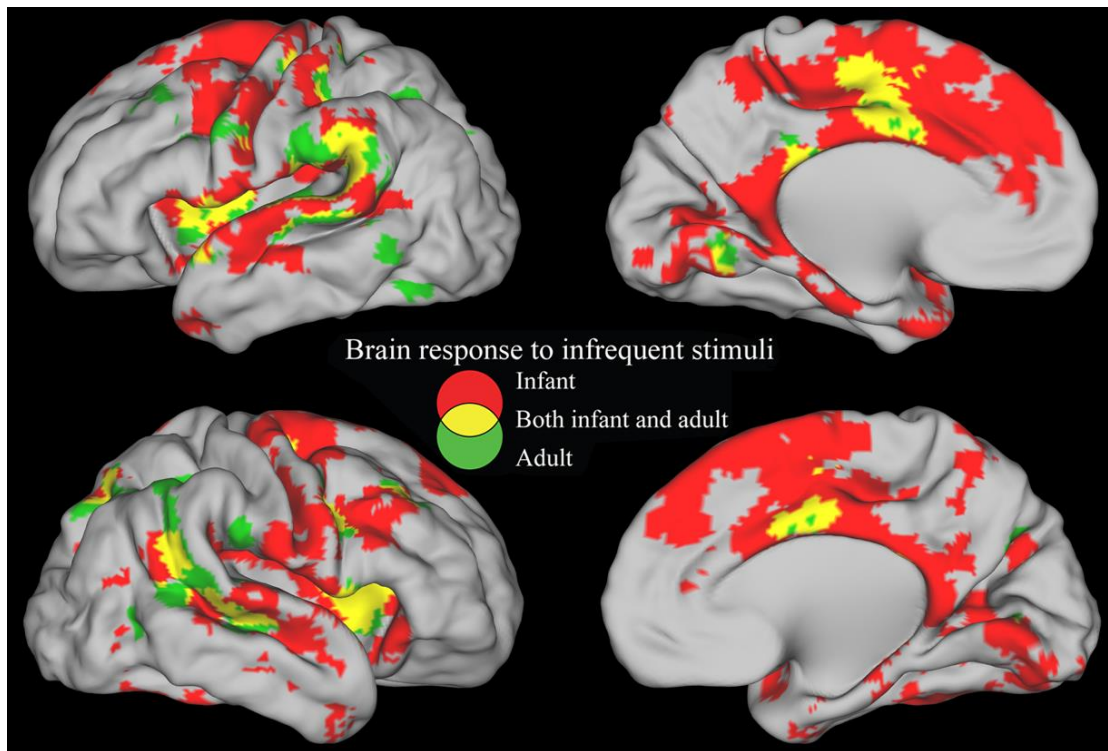 Brain response to infrequent stimuli
Infant
Both infant and adult
Adult